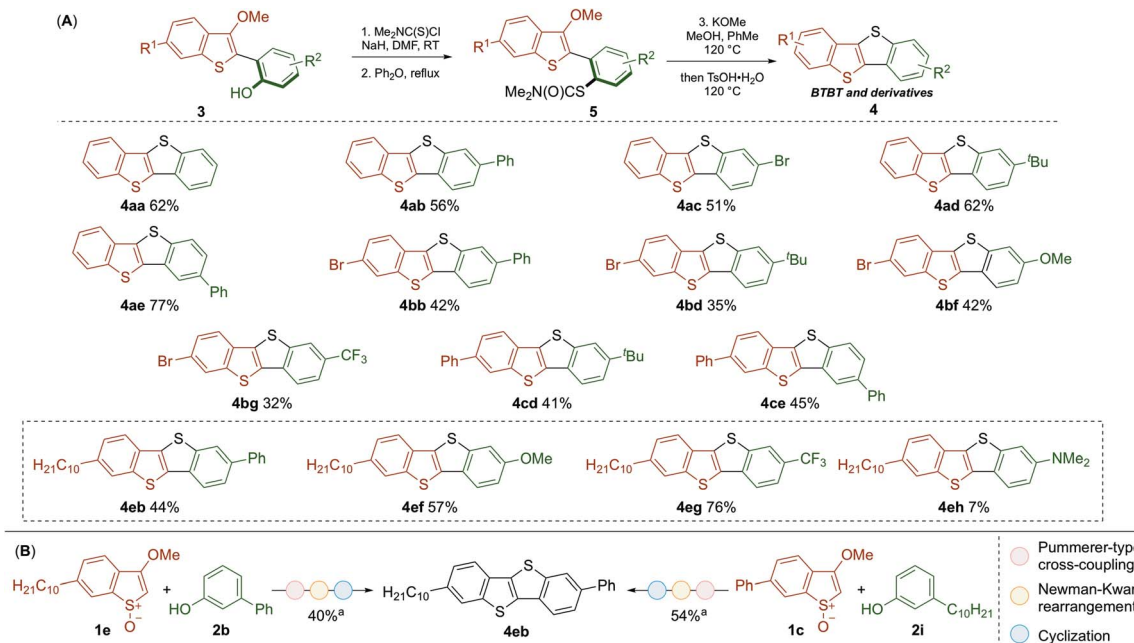 (A)
R¹ OMe S HO R² 3
1. Me₂NC(S)Cl
NaH, DMF, RT
2. Ph₂O, reflux
R¹ OMe S R² Me₂N(O)CS 5
3. KOMe
MeOH, PhMe
120 °C
then TsOH•H₂O
120 °C
R¹ S S R²
BTBT and derivatives
4
S S
4aa 62%
S S Ph
4ab 56%
S S Br
4ac 51%
S S ᵗBu
4ad 62%
S S Ph
4ae 77%
Br S S Ph
4bb 42%
Br S S ᵗBu
4bd 35%
Br S S OMe
4bf 42%
Br S S CF₃
4bg 32%
Ph S S ᵗBu
4cd 41%
Ph S S Ph
4ce 45%
H₂₁C₁₀ S S Ph
4eb 44%
H₂₁C₁₀ S S OMe
4ef 57%
H₂₁C₁₀ S S CF₃
4eg 76%
H₂₁C₁₀ S S NMe₂
4eh 7%
(B)
H₂₁C₁₀ OMe S⁺ O⁻
1e
+
HO Ph
2b
40%ᵃ
H₂₁C₁₀ S S Ph
4eb
54%ᵃ
Ph OMe S⁺ O⁻
1c
+
HO C₁₀H₂₁
2i
Pummerer-type
cross-coupling
Newman-Kwar
rearrangement
Cyclization